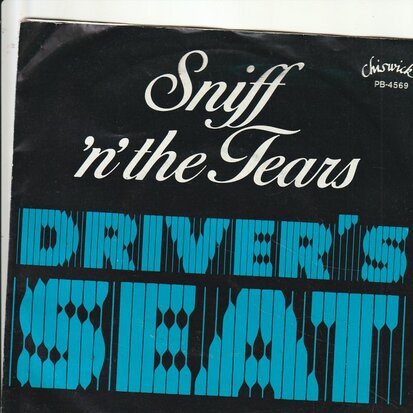 Sniff
'n' the Tears
Chiswick
PB-4569
DRIVER'S
SEAT